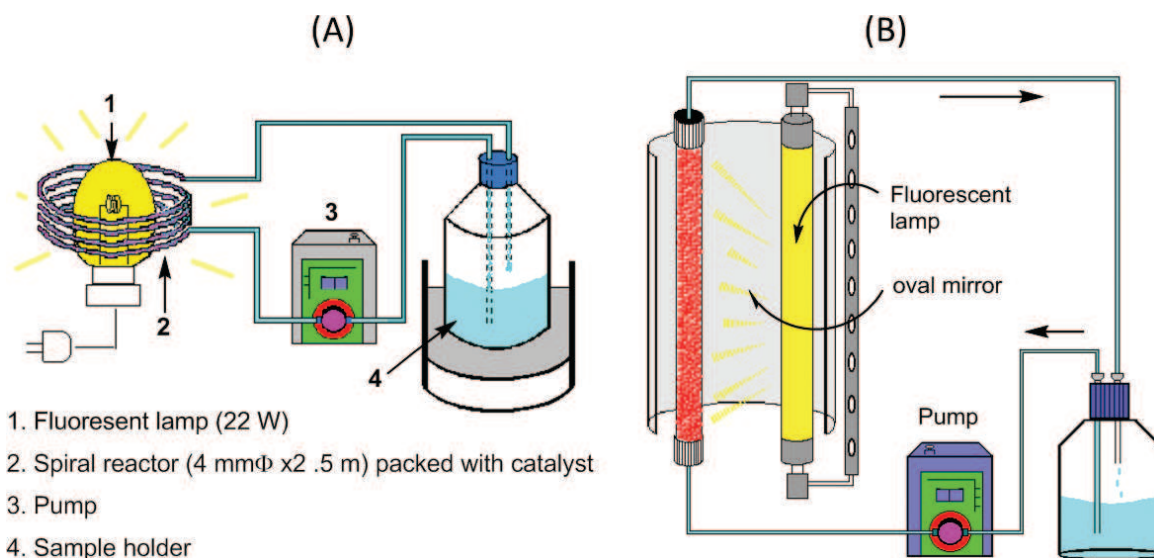 (A)
1
3
2
4
1. Fluoresent lamp (22 W)
2. Spiral reactor (4 mmΦ x2 .5 m) packed with catalyst
3. Pump
4. Sample holder
(B)
Fluorescent
lamp
oval mirror
Pump